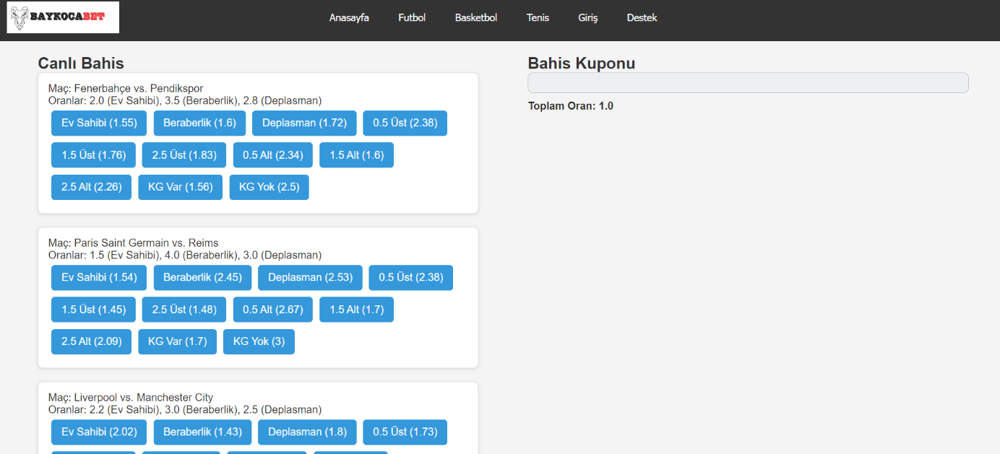 BAYKOCABET
Anasayfa Futbol Basketbol Tenis Giriş Destek
Canlı Bahis
Maç: Fenerbahçe vs. Pendikspor
Oranlar: 2.0 (Ev Sahibi), 3.5 (Beraberlik), 2.8 (Deplasman)
Ev Sahibi (1.55) Beraberlik (1.6) Deplasman (1.72) 0.5 Üst (2.38)
1.5 Üst (1.76) 2.5 Üst (1.83) 0.5 Alt (2.34) 1.5 Alt (1.6)
2.5 Alt (2.26) KG Var (1.56) KG Yok (2.5)
Maç: Paris Saint Germain vs. Reims
Oranlar: 1.5 (Ev Sahibi), 4.0 (Beraberlik), 3.0 (Deplasman)
Ev Sahibi (1.54) Beraberlik (2.45) Deplasman (2.53) 0.5 Üst (2.38)
1.5 Üst (1.45) 2.5 Üst (1.48) 0.5 Alt (2.67) 1.5 Alt (1.7)
2.5 Alt (2.09) KG Var (1.7) KG Yok (3)
Maç: Liverpool vs. Manchester City
Oranlar: 2.2 (Ev Sahibi), 3.0 (Beraberlik), 2.5 (Deplasman)
Ev Sahibi (2.02) Beraberlik (1.43) Deplasman (1.8) 0.5 Üst (1.73)
Bahis Kuponu
Toplam Oran: 1.0